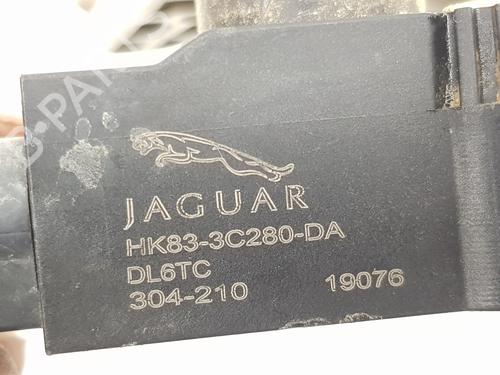 JAGUAR
HK83-3C280-DA
DL6TC
304-210 19076